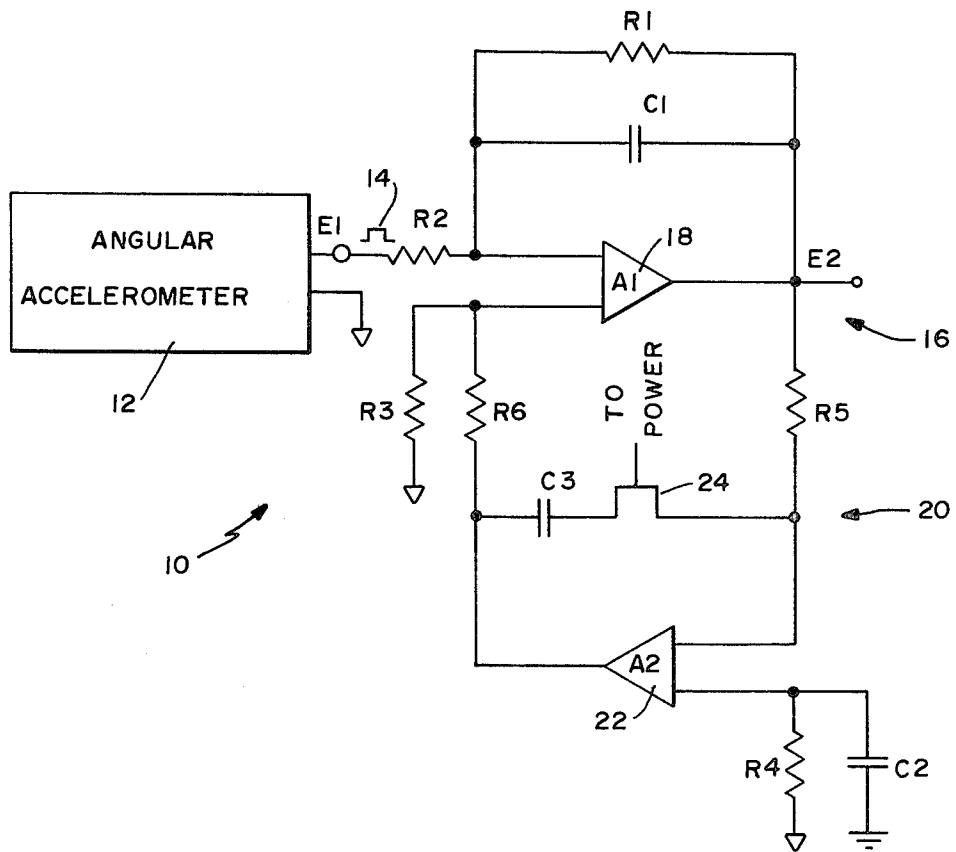 R1
C1
14
E1
R2
ANGULAR
ACCELEROMETER
12
18
A1
E2
16
R3
R6
TO
POWER
R5
C3
24
20
10
A2
22
R4
C2